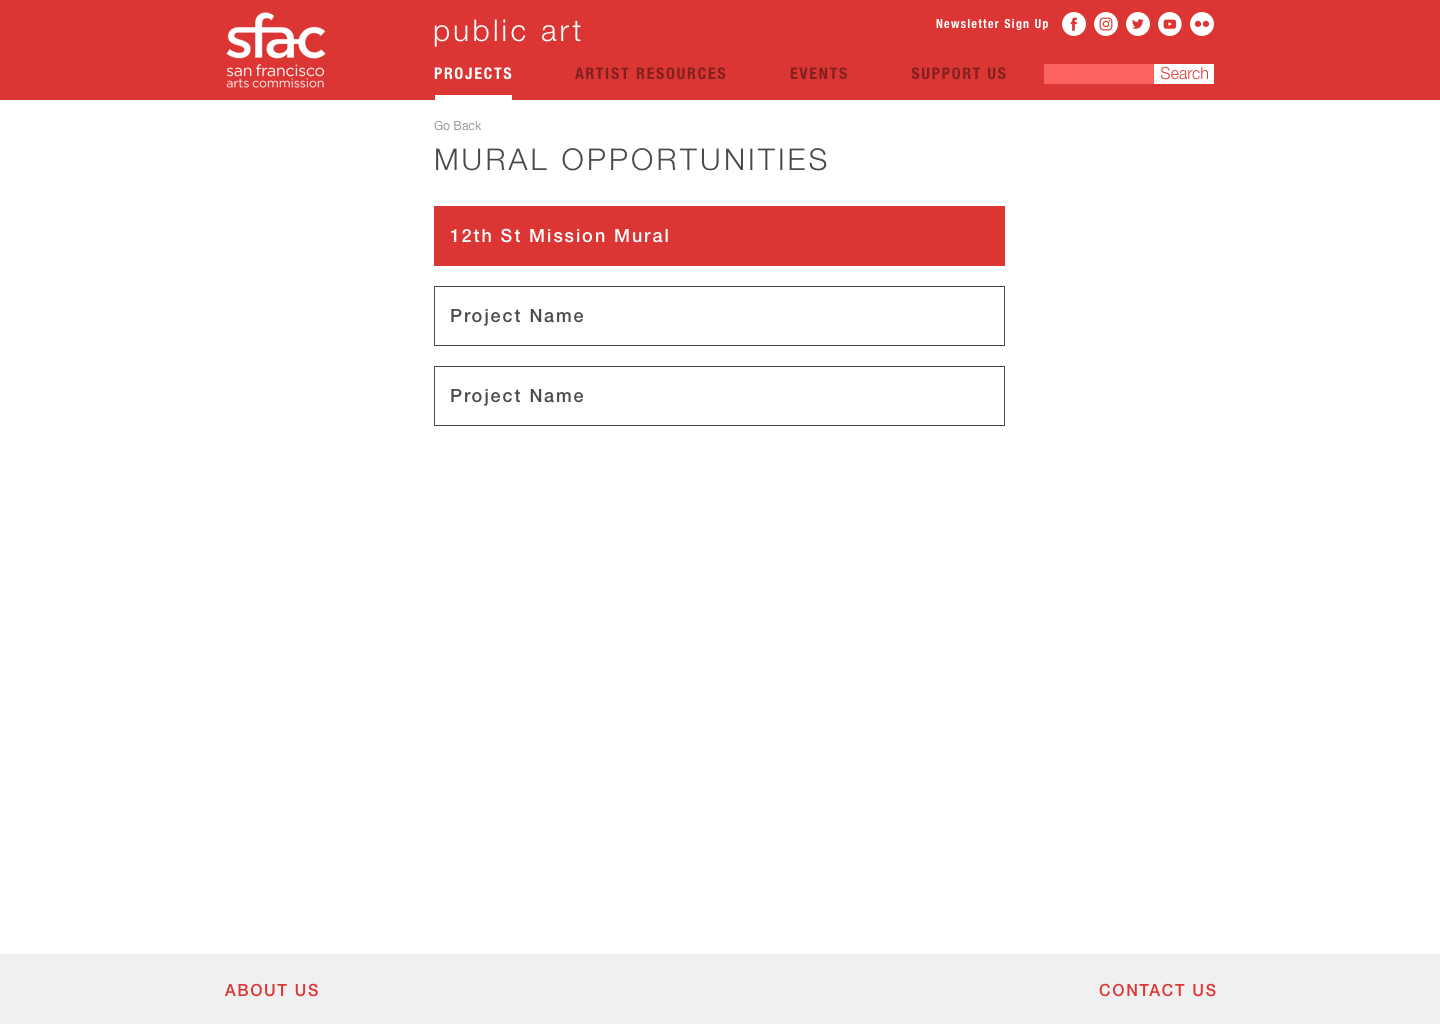 sfac
san francisco
arts commission
public art
Newsletter Sign Up
PROJECTS
ARTIST RESOURCES
EVENTS
SUPPORT US
Search
Go Back
MURAL OPPORTUNITIES
12th St Mission Mural
Project Name
Project Name
ABOUT US
CONTACT US